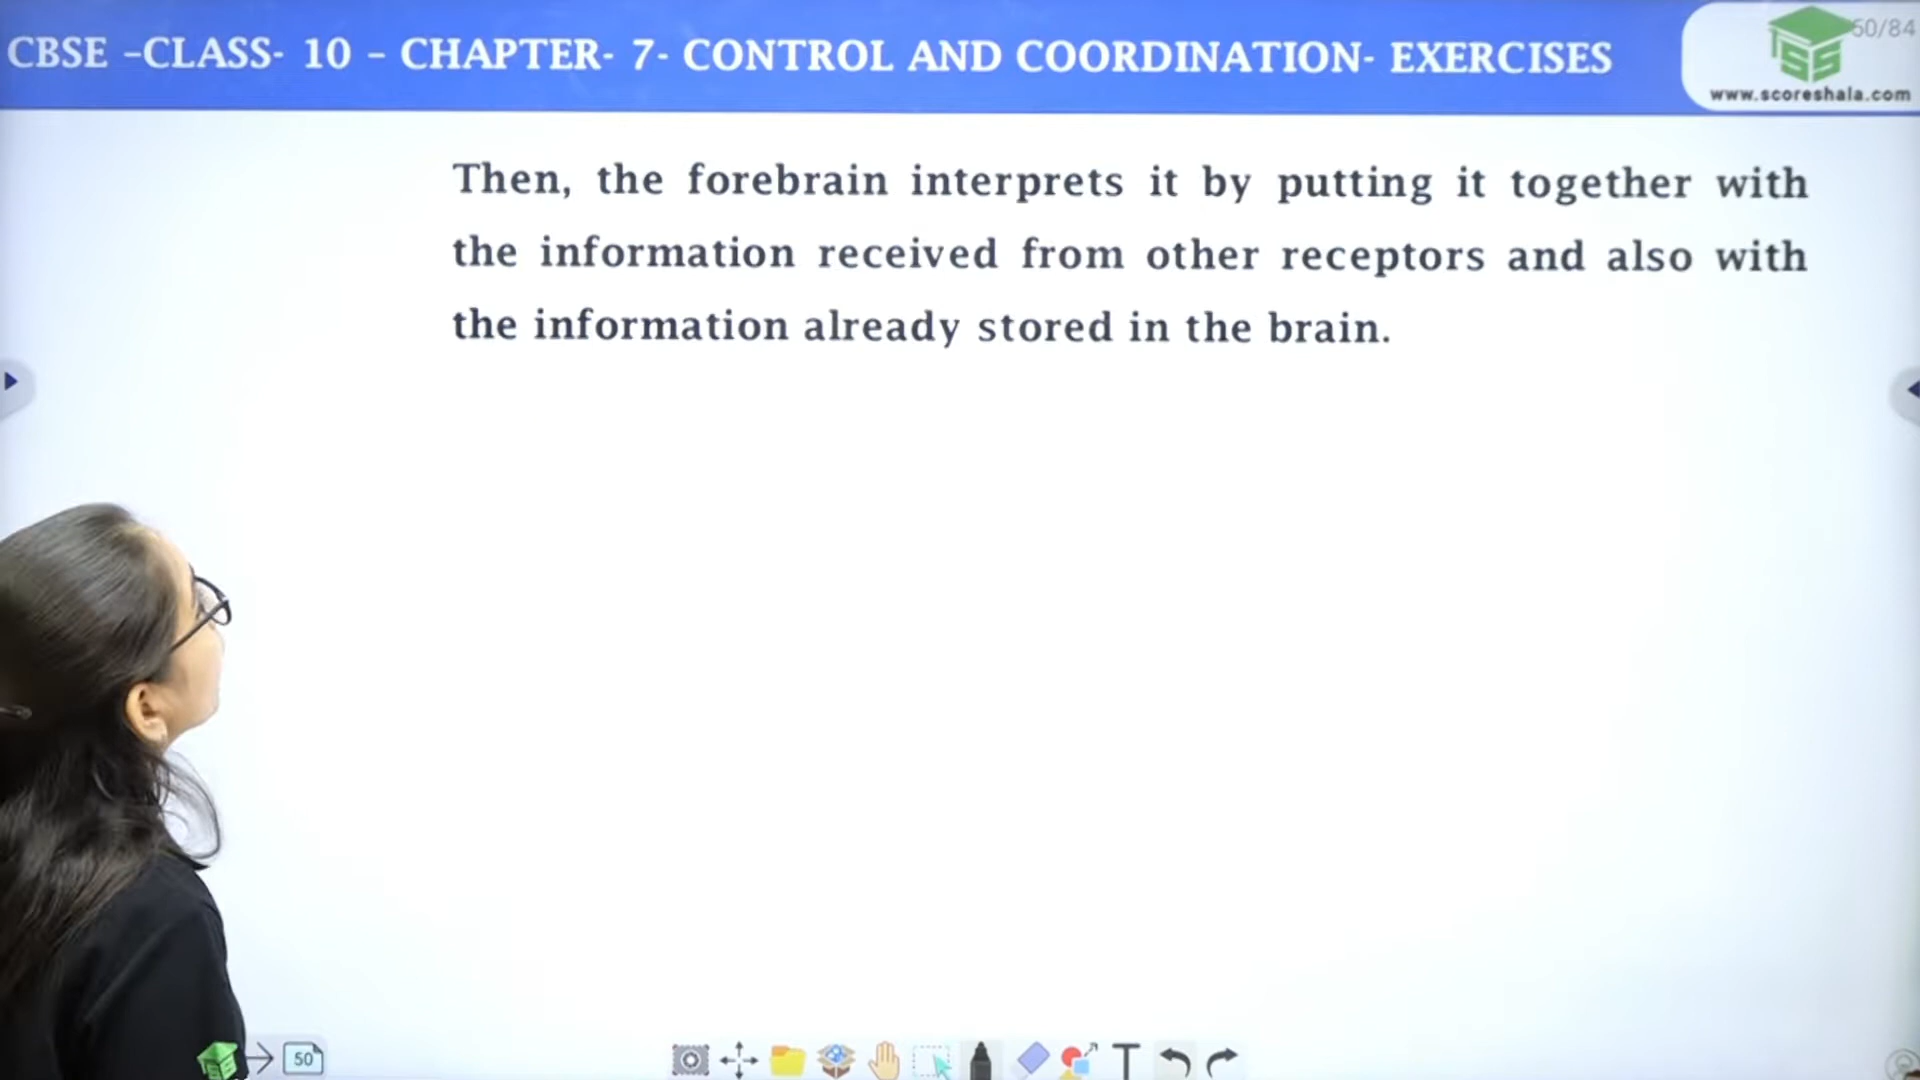 CBSE –CLASS- 10 – CHAPTER- 7- CONTROL AND COORDINATION- EXERCISES
50/84
www.scoreshala.com
Then, the forebrain interprets it by putting it together with
the information received from other receptors and also with
the information already stored in the brain.
50